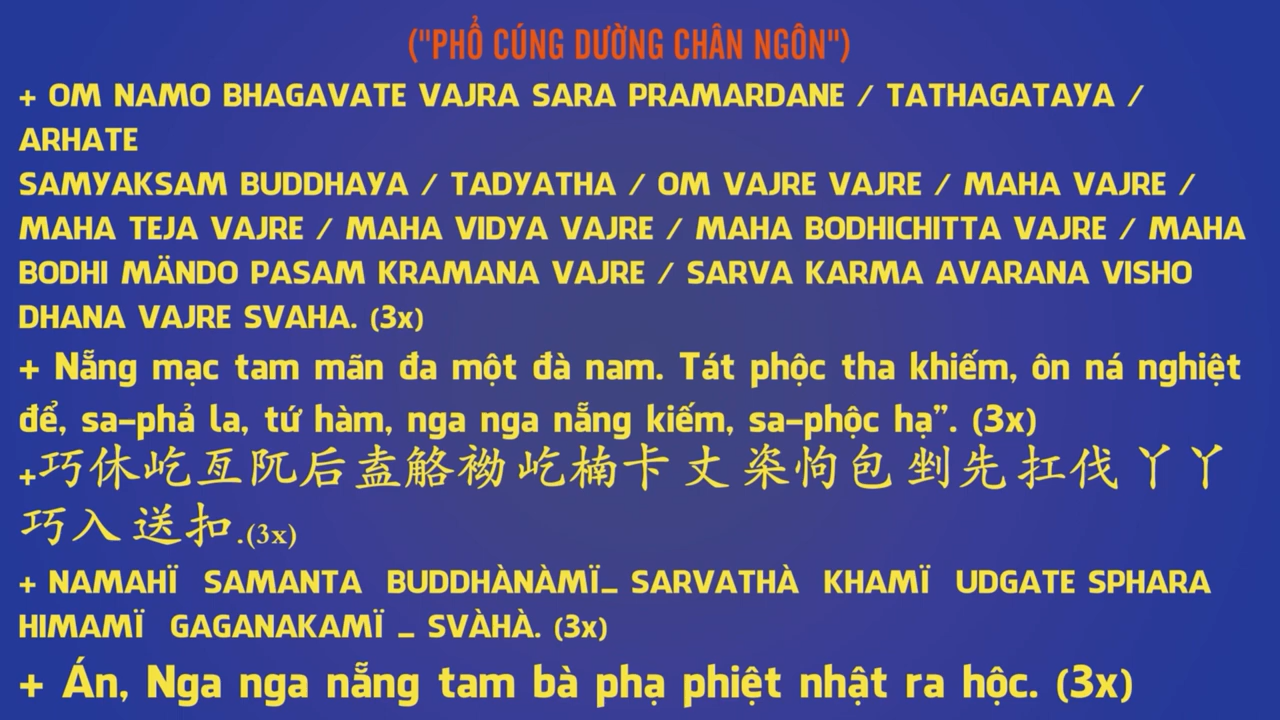 ("PHỔ CÚNG DƯỜNG CHÂN NGÔN")
+ OM NAMO BHAGAVATE VAJRA SARA PRAMARDANE / TATHAGATAYA /
ARHATE
SAMYAKSAM BUDDHAYA / TADYATHA / OM VAJRE VAJRE / MAHA VAJRE /
MAHA TEJA VAJRE / MAHA VIDYA VAJRE / MAHA BODHICHITTA VAJRE / MAHA
BODHI MÄNDO PASAM KRAMANA VAJRE / SARVA KARMA AVARANA VISHO
DHANA VAJRE SVAHA. (3x)
+ Nẵng mạc tam mãn đa một đà nam. Tát phộc tha khiếm, ôn ná nghiệt
để, sa-phả la, tứ hàm, nga nga nẵng kiếm, sa-phộc hạ”. (3x)
+巧休屹亙阢后盍觡袎屹楠卡丈粢怐包剉先扛伐丫丫
巧入送扣.(3x)
+ NAMAHÏ SAMANTA BUDDHÀNÀMÏ_ SARVATHÀ KHAMÏ UDGATE SPHARA
HIMAMÏ GAGANAKAMÏ _ SVÀHÀ. (3x)
+ Án, Nga nga nẵng tam bà phạ phiệt nhật ra hộc. (3x)